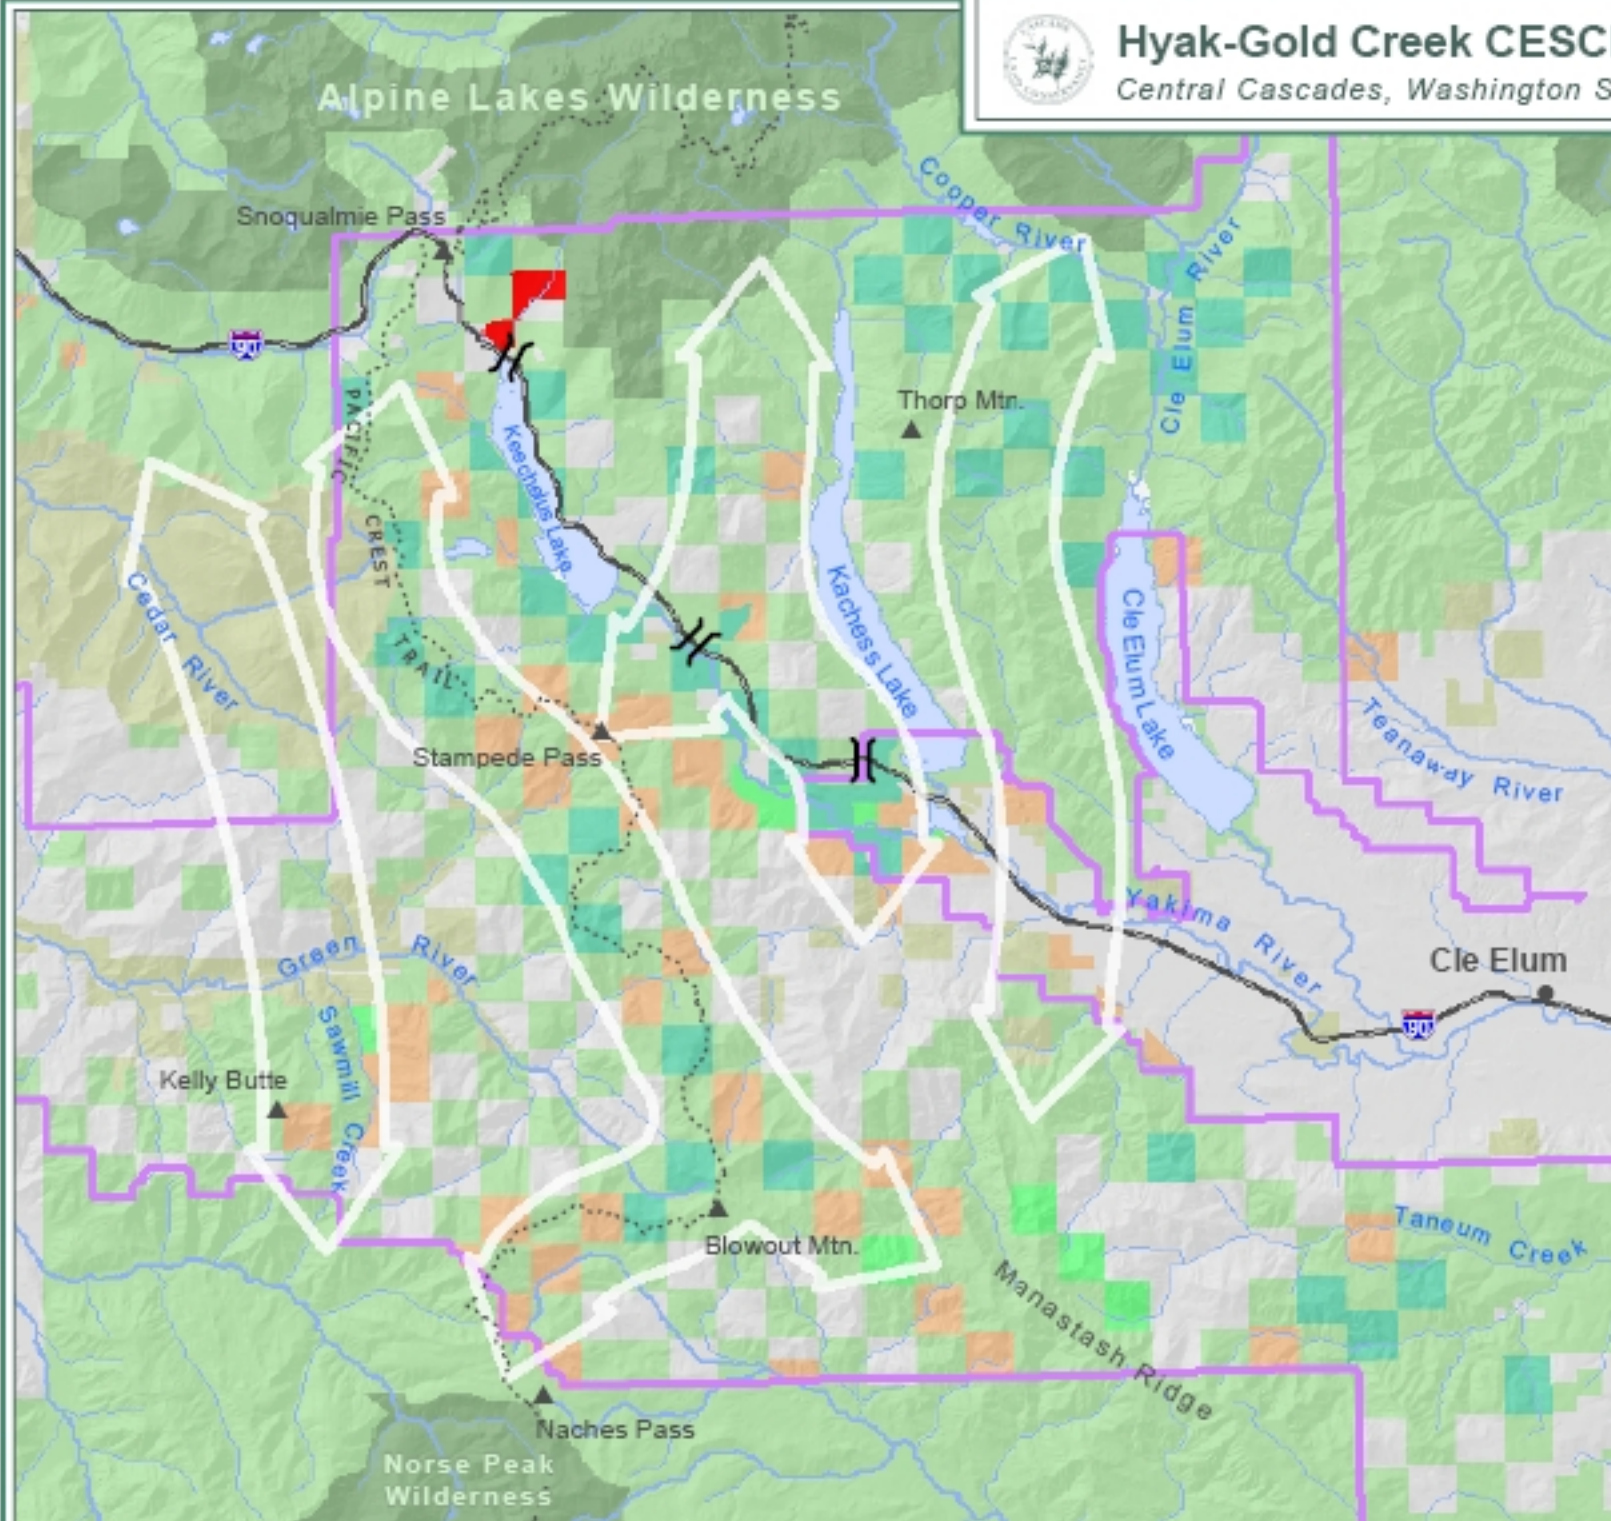 Hyak-Gold Creek CESC
Central Cascades, Washington S
Alpine Lakes Wilderness
Cooper River
Snoqualmie Pass
Cle Elum River
90
PACIFIC
CREST
TRAIL
Thorp Mtn.
Keechelus Lake
Kachess Lake
Cle Elum Lake
Cedar River
Teanaway River
Stampede Pass
Yakima River
Cle Elum
90
Green River
Sawmill Creek
Kelly Butte
Blowout Mtn.
Taneum Creek
Manastash Ridge
Naches Pass
Norse Peak
Wilderness